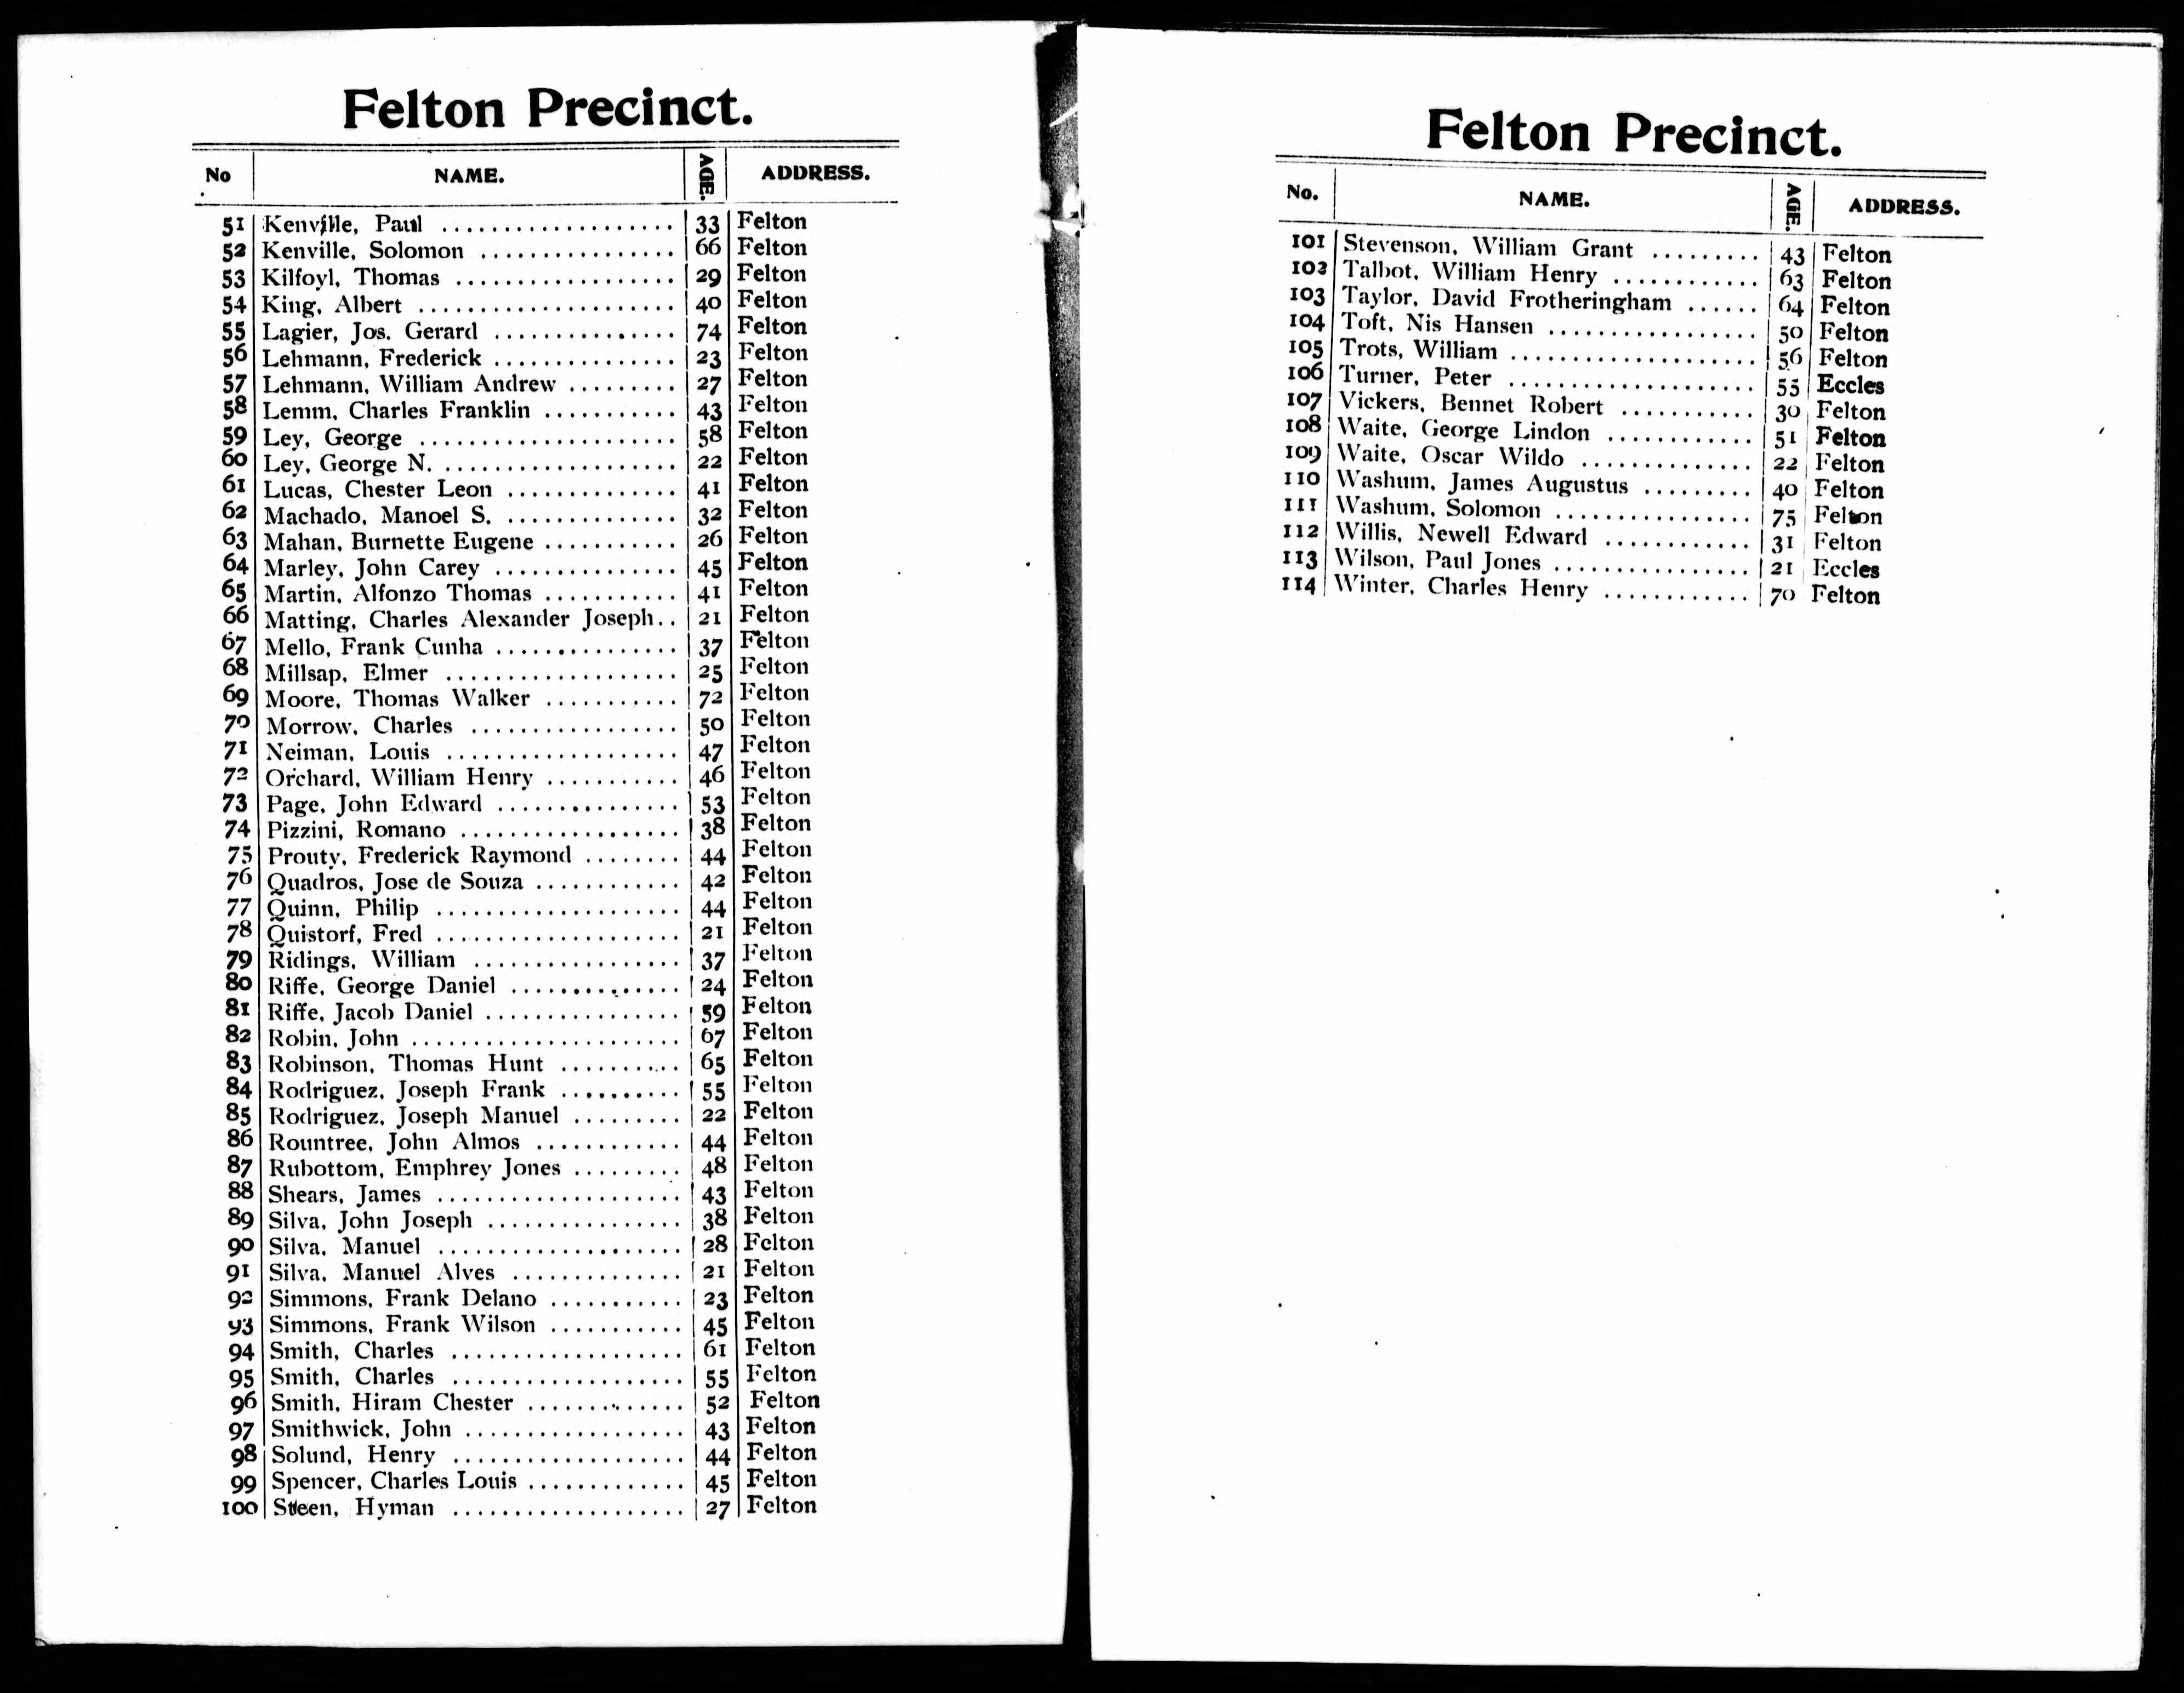 Felton Precinct.
No NAME. AGE. ADDRESS.
51 Kenville, Paul ................... 33 Felton
52 Kenville, Solomon ................ 66 Felton
53 Kilfoyl, Thomas .................. 29 Felton
54 King, Albert ..................... 40 Felton
55 Lagier, Jos. Gerard ............... 74 Felton
56 Lehmann, Frederick ............... 23 Felton
57 Lehmann, William Andrew ......... 27 Felton
58 Lemm, Charles Franklin ........... 43 Felton
59 Ley, George ..................... 58 Felton
60 Ley, George N. ................... 22 Felton
61 Lucas, Chester Leon .............. 41 Felton
62 Machado, Manoel S. .............. 32 Felton
63 Mahan, Burnette Eugene ........... 26 Felton
64 Marley, John Carey ............... 45 Felton
65 Martin, Alfonzo Thomas ........... 41 Felton
66 Matting, Charles Alexander Joseph.. 21 Felton
67 Mello, Frank Cunha ............... 37 Felton
68 Millsap, Elmer ................... 25 Felton
69 Moore, Thomas Walker ........... 72 Felton
70 Morrow, Charles ................. 50 Felton
71 Neiman, Louis ................... 47 Felton
72 Orchard, William Henry ........... 46 Felton
73 Page, John Edward ............... 53 Felton
74 Pizzini, Romano .................. 38 Felton
75 Prouty, Frederick Raymond ........ 44 Felton
76 Quadros, Jose de Souza ............ 42 Felton
77 Quinn, Philip .................... 44 Felton
78 Quistorf, Fred .................... 21 Felton
79 Ridings, William ................. 37 Felton
80 Riffe, George Daniel .............. 24 Felton
81 Riffe, Jacob Daniel ................ 59 Felton
82 Robin, John ...................... 67 Felton
83 Robinson, Thomas Hunt .......... 65 Felton
84 Rodriguez, Joseph Frank .......... 55 Felton
85 Rodriguez, Joseph Manuel ......... 22 Felton
86 Rountree, John Almos ............ 44 Felton
87 Rubottom, Emphrey Jones ......... 48 Felton
88 Shears, James .................... 43 Felton
89 Silva, John Joseph ................ 38 Felton
90 Silva, Manuel .................... 28 Felton
91 Silva, Manuel Alves .............. 21 Felton
92 Simmons, Frank Delano ........... 23 Felton
93 Simmons, Frank Wilson ........... 45 Felton
94 Smith, Charles ................... 61 Felton
95 Smith, Charles ................... 55 Felton
96 Smith, Hiram Chester ............. 52 Felton
97 Smithwick, John .................. 43 Felton
98 Solund, Henry ................... 44 Felton
99 Spencer, Charles Louis ............. 45 Felton
100 Steen, Hyman ................... 27 Felton
Felton Precinct.
No. NAME. AGE. ADDRESS.
101 Stevenson, William Grant ......... 43 Felton
102 Talbot, William Henry ............ 63 Felton
103 Taylor, David Frotheringham ...... 64 Felton
104 Toft, Nis Hansen ................. 50 Felton
105 Trots, William .................... 56 Felton
106 Turner, Peter .................... 55 Eccles
107 Vickers, Bennet Robert ........... 30 Felton
108 Waite, George Lindon ............ 51 Felton
109 Waite, Oscar Wildo .............. 22 Felton
110 Washum, James Augustus ......... 40 Felton
111 Washum, Solomon ................ 75 Felton
112 Willis, Newell Edward ............ 31 Felton
113 Wilson, Paul Jones ................ 21 Eccles
114 Winter, Charles Henry ............ 70 Felton